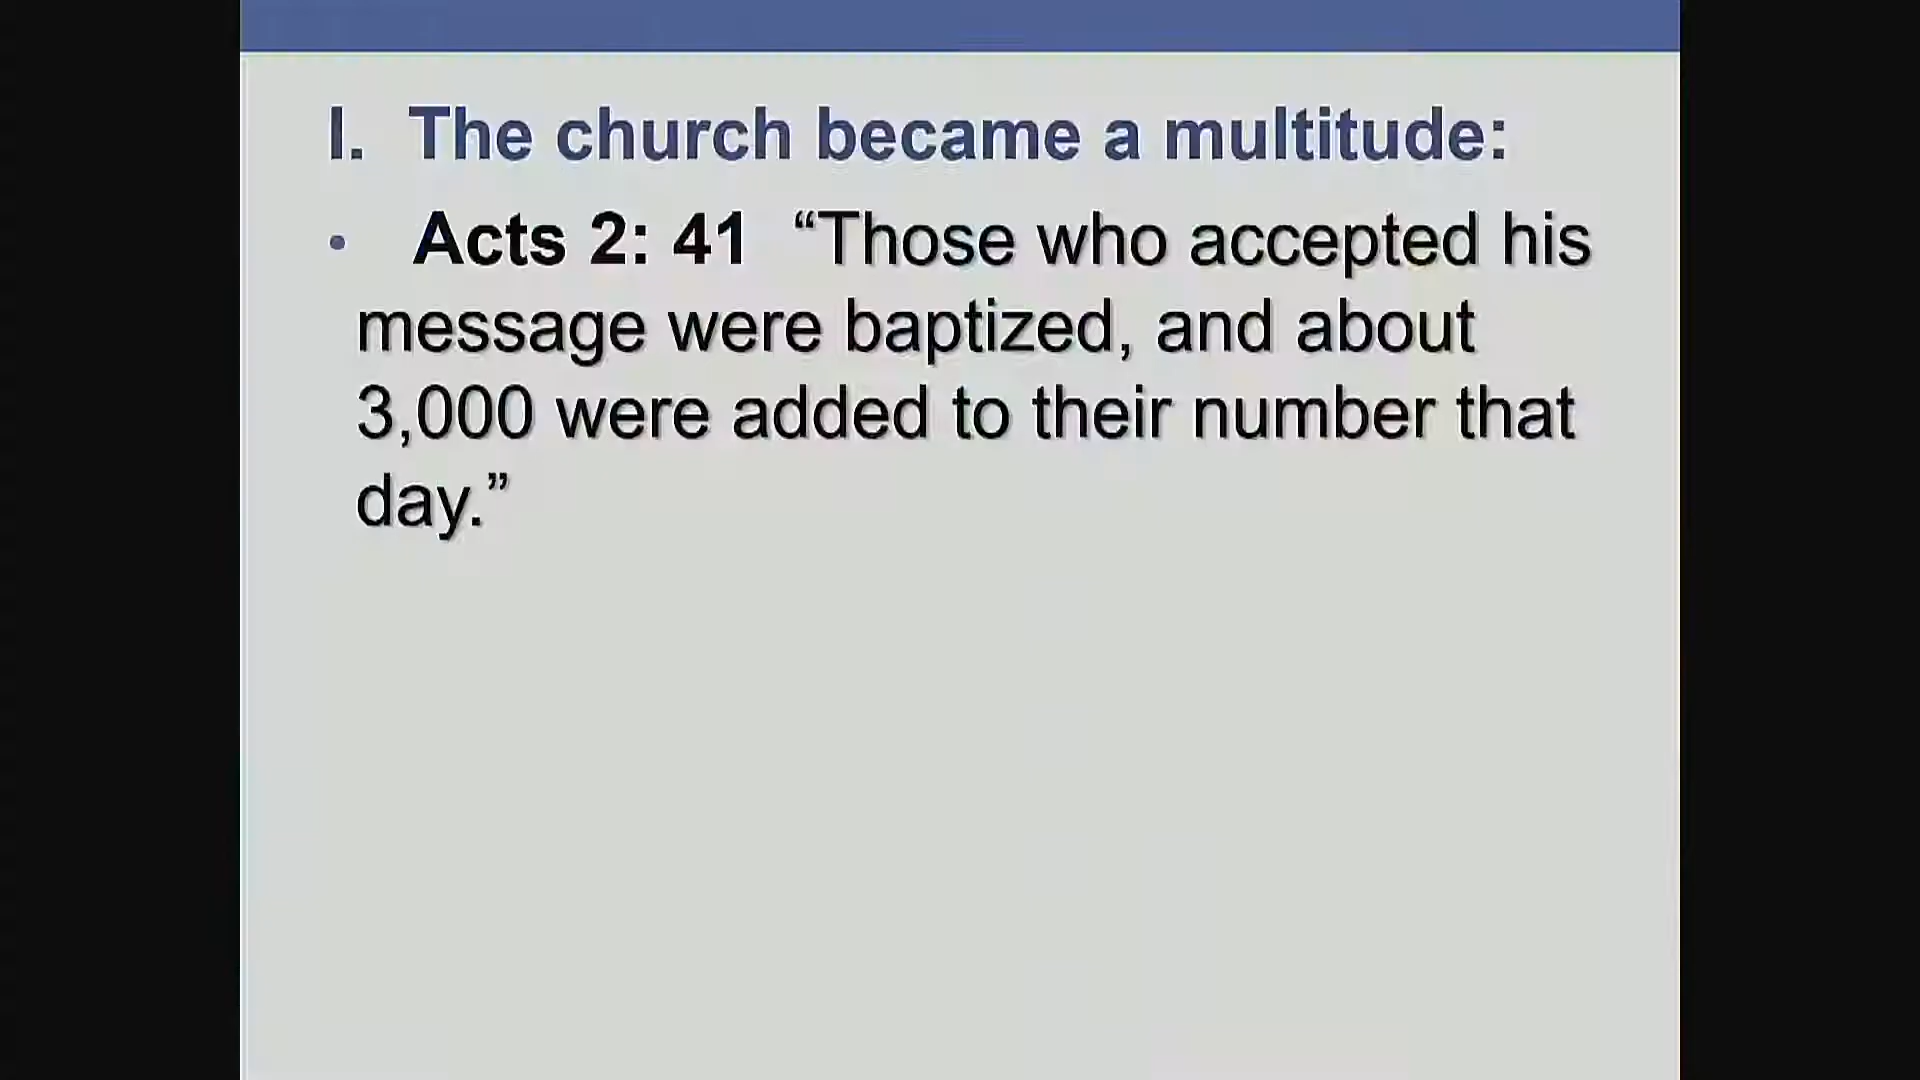 I. The church became a multitude:
• Acts 2: 41 “Those who accepted his
message were baptized, and about
3,000 were added to their number that
day.”